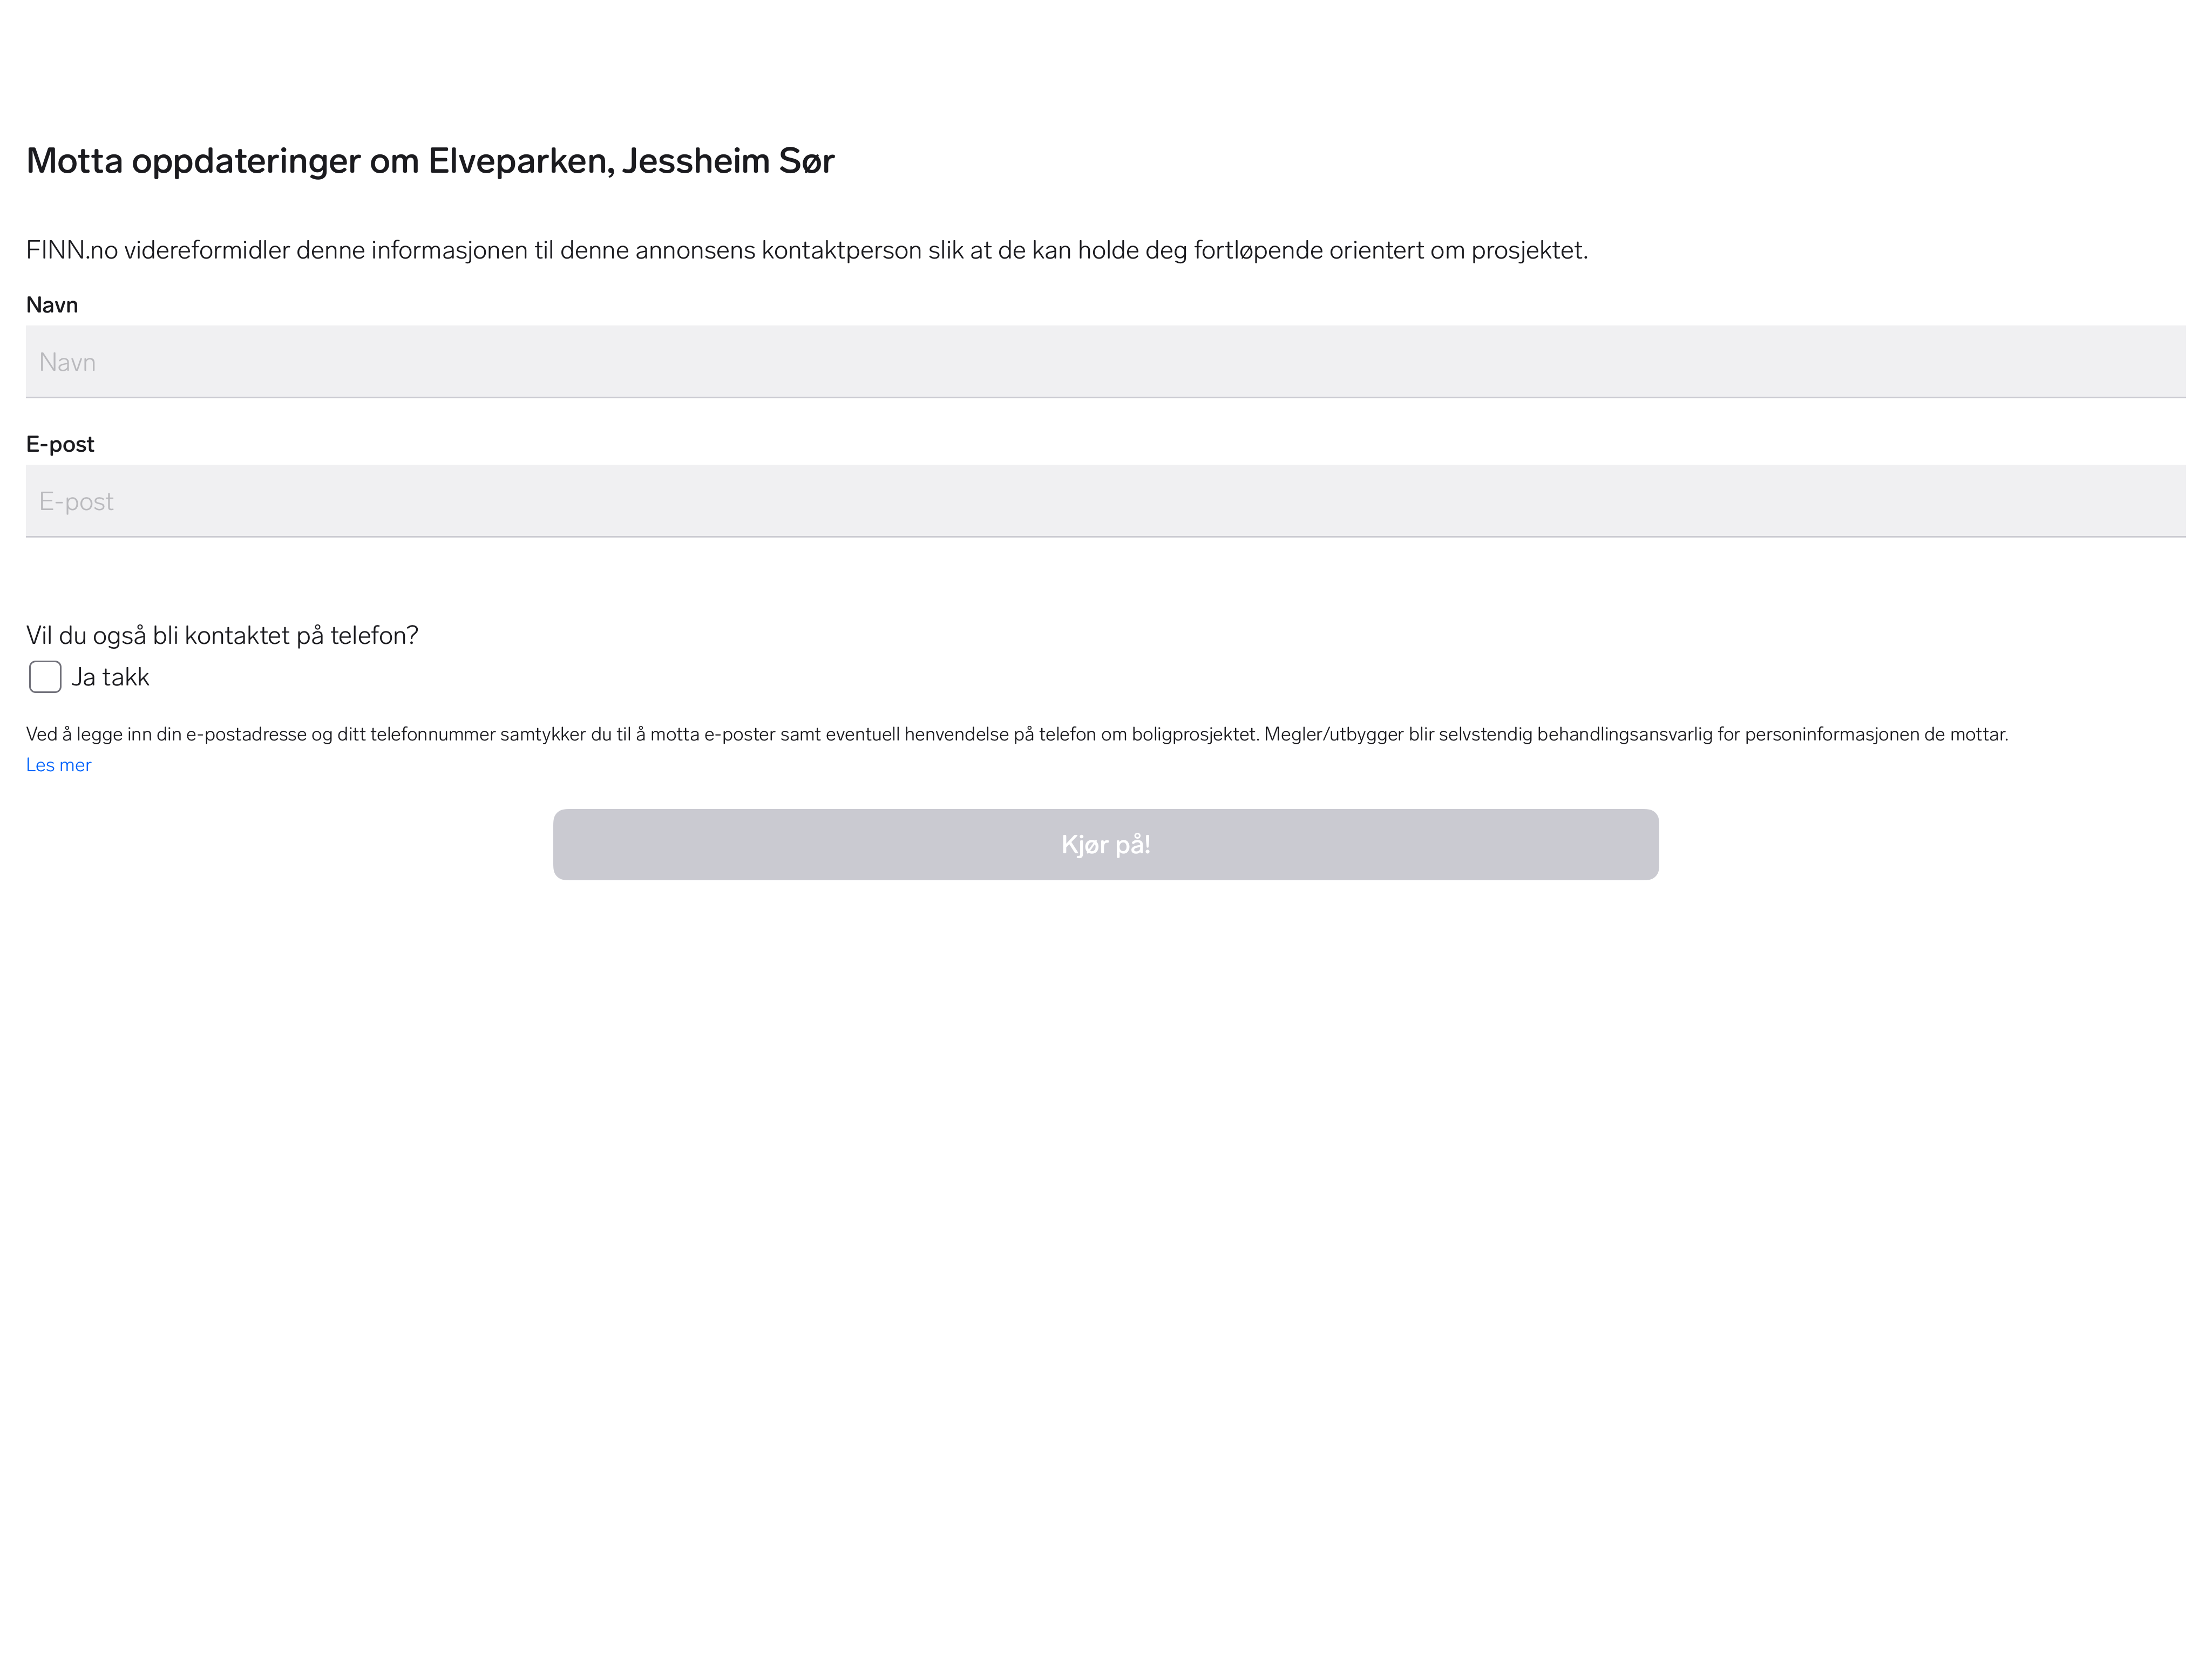 Motta oppdateringer om Elveparken, Jessheim Sør
FINN.no videreformidler denne informasjonen til denne annonsens kontaktperson slik at de kan holde deg fortløpende orientert om prosjektet.
Navn
Navn
E-post
E-post
Vil du også bli kontaktet på telefon?
Ja takk
Ved å legge inn din e-postadresse og ditt telefonnummer samtykker du til å motta e-poster samt eventuell henvendelse på telefon om boligprosjektet. Megler/utbygger blir selvstendig behandlingsansvarlig for personinformasjonen de mottar.
Les mer
Kjør på!